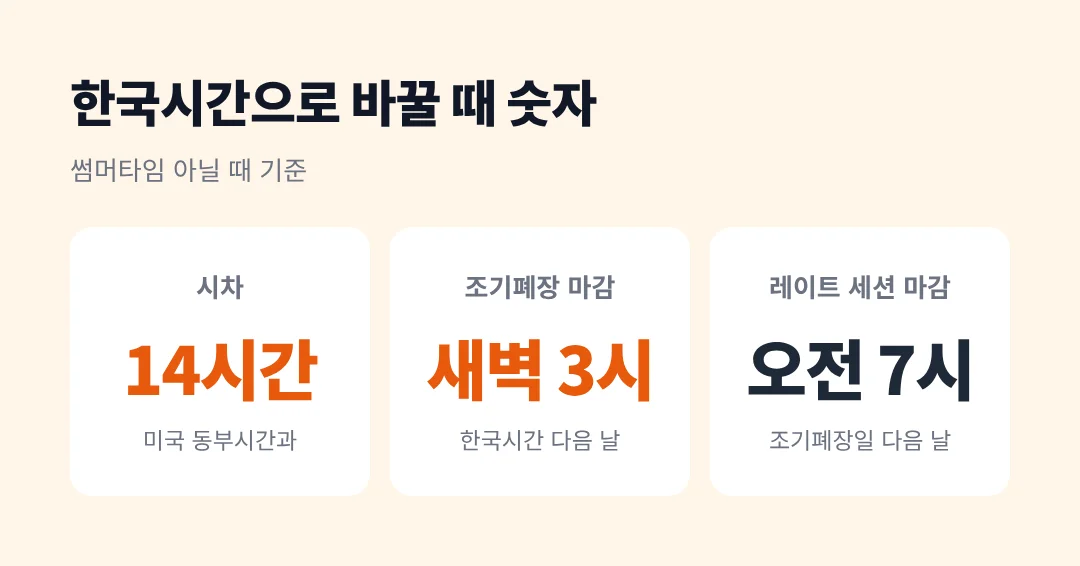 한국시간으로 바꿀 때 숫자
썸머타임 아닐 때 기준
시차
14시간
미국 동부시간과
조기폐장 마감
새벽 3시
한국시간 다음 날
레이트 세션 마감
오전 7시
조기폐장일 다음 날